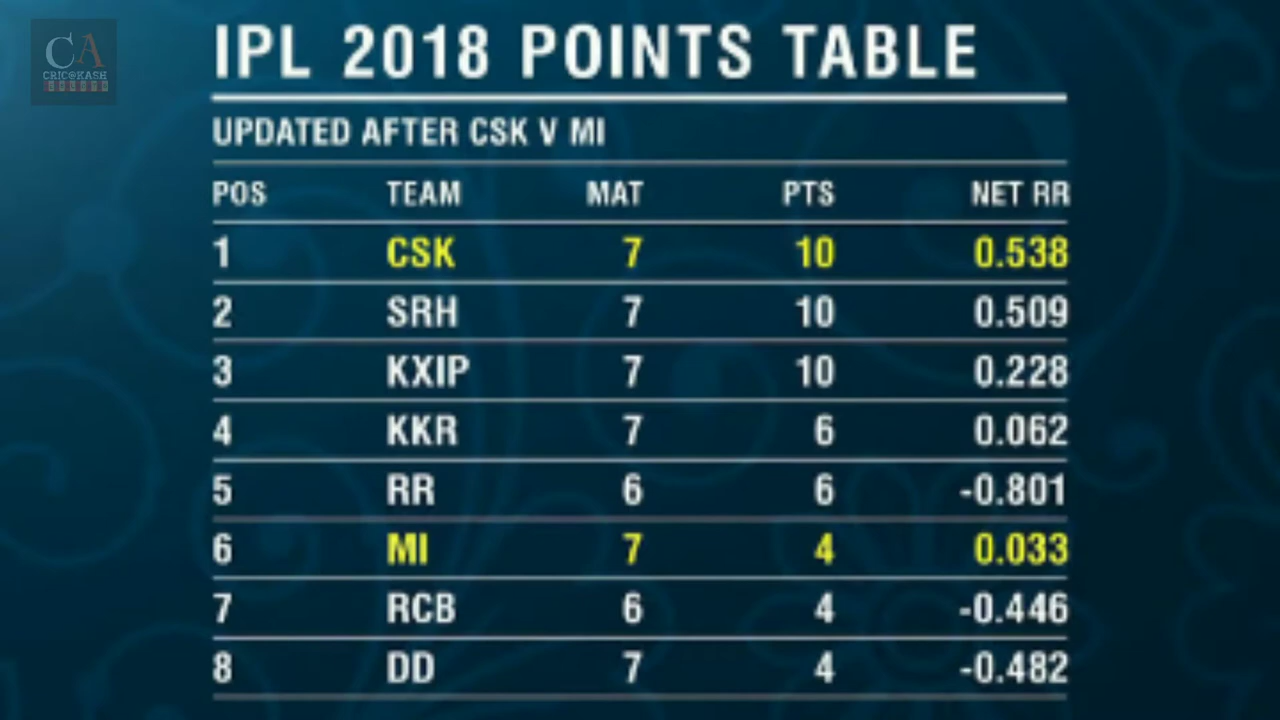 CA
CRIC@KASH
IPL 2018 POINTS TABLE
UPDATED AFTER CSK V MI
POS TEAM MAT PTS NET RR
1 CSK 7 10 0.538
2 SRH 7 10 0.509
3 KXIP 7 10 0.228
4 KKR 7 6 0.062
5 RR 6 6 -0.801
6 MI 7 4 0.033
7 RCB 6 4 -0.446
8 DD 7 4 -0.482